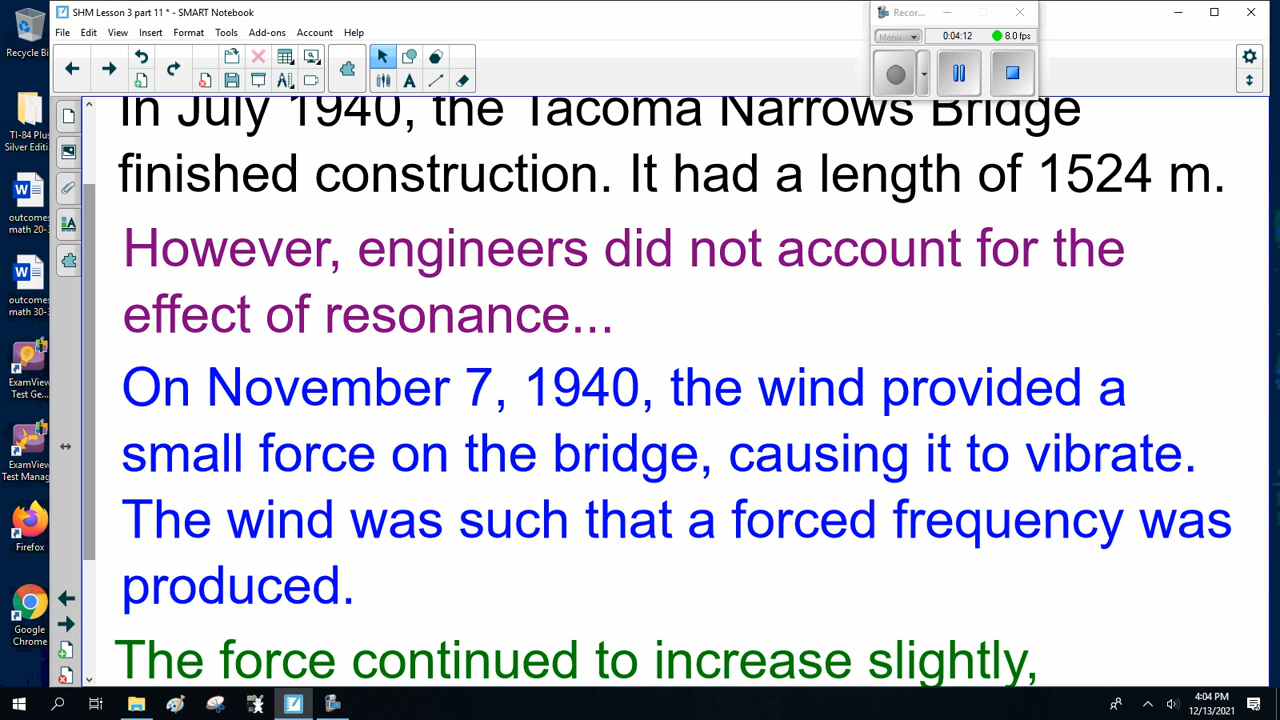 SHM Lesson 3 part 11 * - SMART Notebook
File Edit View Insert Format Tools Add-ons Account Help
Recor...
Menu
0:04:12
8.0 fps
Recycle Bi
TI-84 Plus
Silver Editi
outcomes
math 20-
outcomes
math 30-
ExamView
Test Ge...
ExamView
Test Manag
Firefox
Google
Chrome
In July 1940, the Tacoma Narrows Bridge
finished construction. It had a length of 1524 m.
However, engineers did not account for the
effect of resonance...
On November 7, 1940, the wind provided a
small force on the bridge, causing it to vibrate.
The wind was such that a forced frequency was
produced.
The force continued to increase slightly,
4:04 PM
12/13/2021